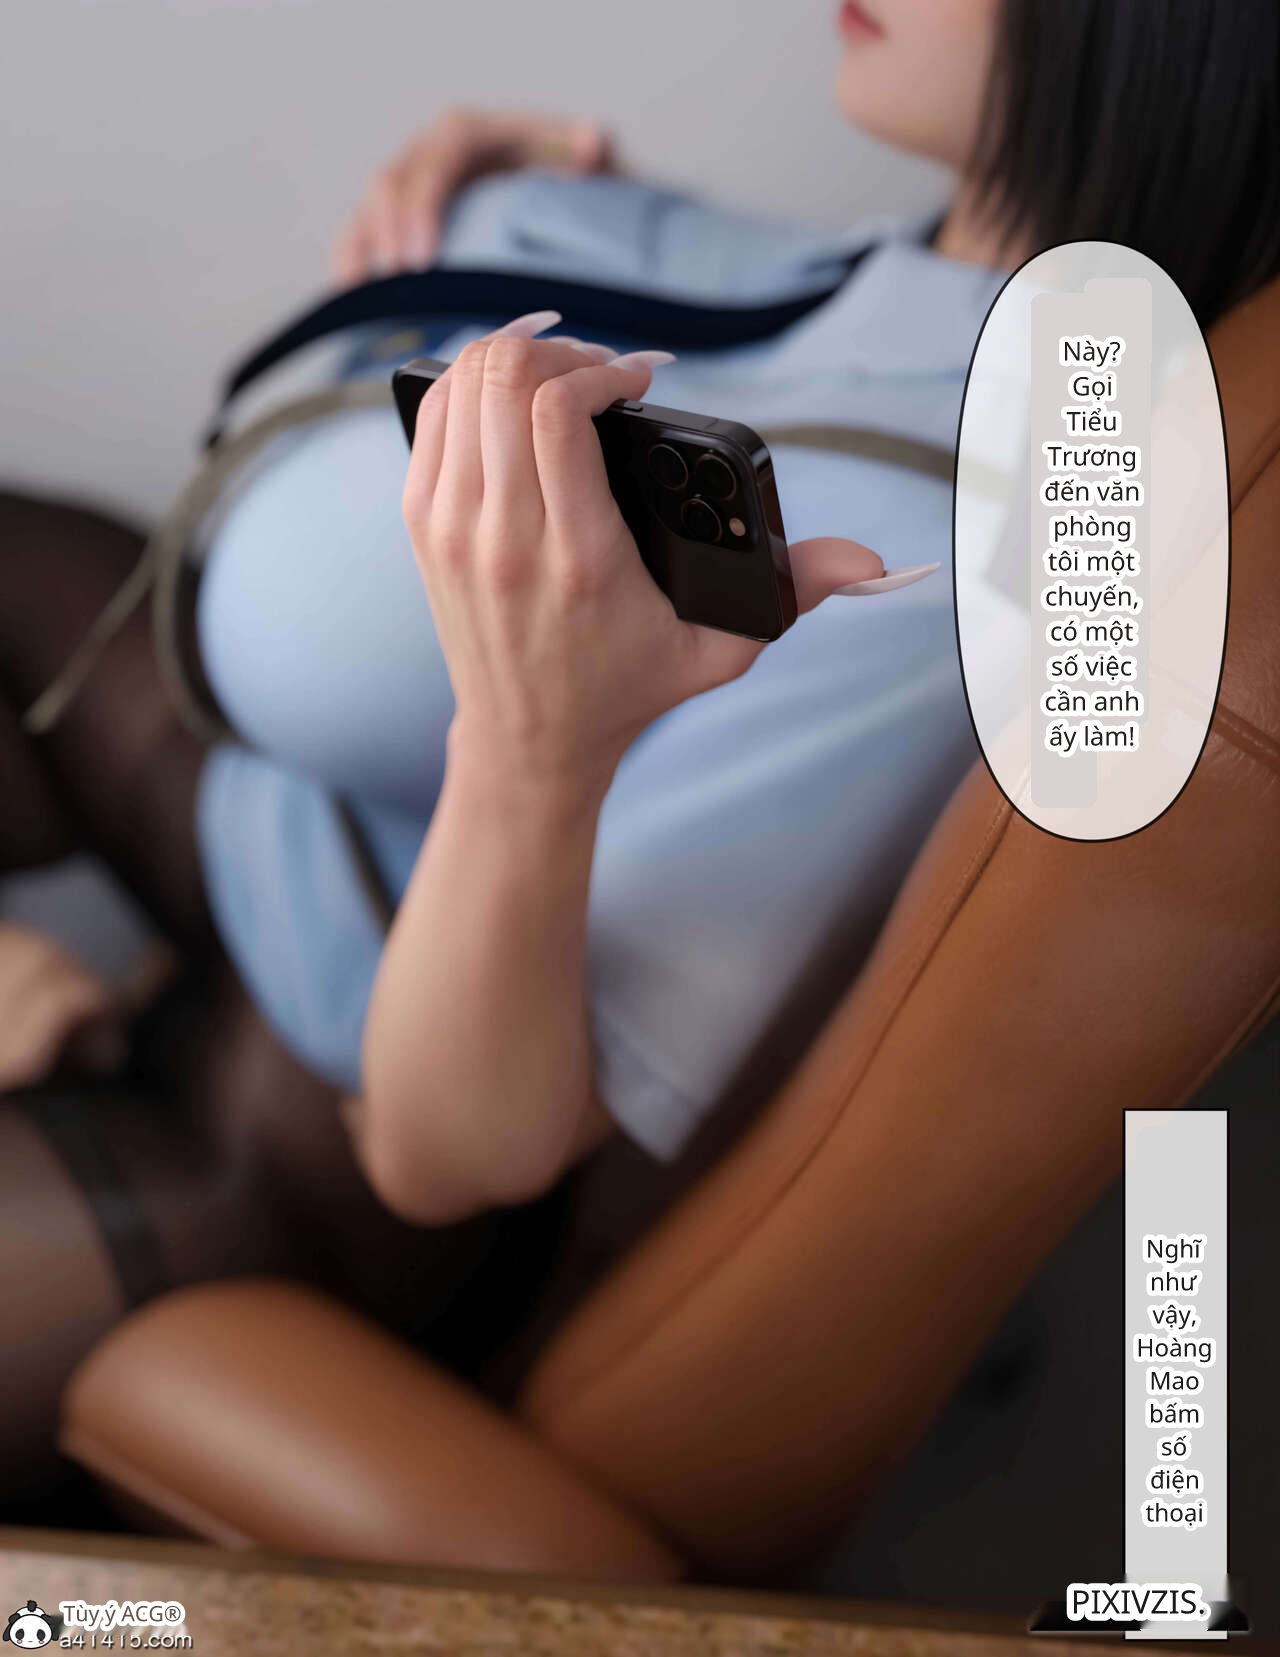 Này?
Gọi
Tiểu
Trương
đến văn
phòng
tôi một
chuyến,
có một
số việc
cần anh
ấy làm!
Nghĩ
như
vậy,
Hoàng
Mao
bấm
số
điện
thoại
PIXIVZIS.
Tùy ý ACG®
a41415.com